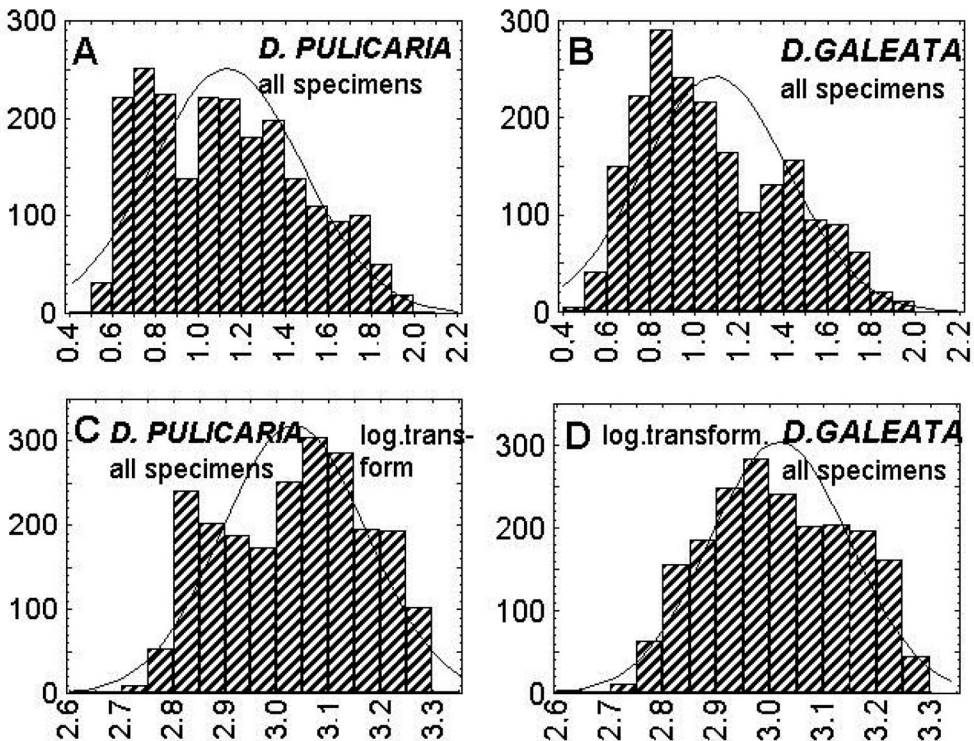 A D. PULICARIA
all specimens
300
200
100
0
0.4 0.6 0.8 1.0 1.2 1.4 1.6 1.8 2.0 2.2
B D.GALEATA
all specimens
300
200
100
0
0.4 0.6 0.8 1.0 1.2 1.4 1.6 1.8 2.0 2.2
C D. PULICARIA log.trans-
all specimens form
300
200
100
0
2.6 2.7 2.8 2.9 3.0 3.1 3.2 3.3
D log.transform. D.GALEATA
all specimens
300
200
100
0
2.6 2.7 2.8 2.9 3.0 3.1 3.2 3.3